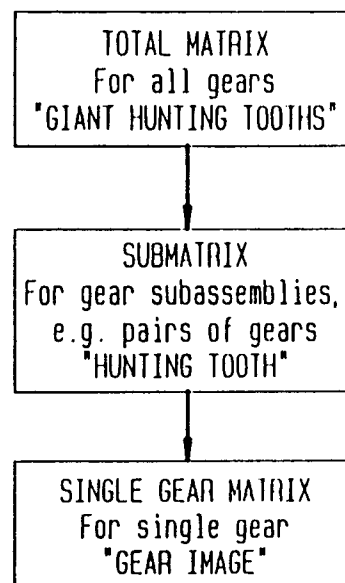 TOTAL MATRIX
For all gears
"GIANT HUNTING TOOTHS"
SUBMATRIX
For gear subassemblies,
e.g. pairs of gears
"HUNTING TOOTH"
SINGLE GEAR MATRIX
For single gear
"GEAR IMAGE"